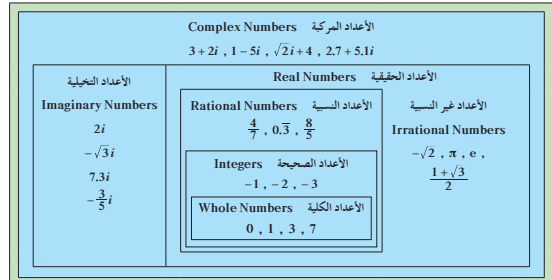 Complex Numbers الأعداد المركبة
3 + 2i , 1 − 5i , √2 i + 4 , 2.7 + 5.1i
الأعداد التخيلية
Imaginary Numbers
2i
−√3 i
7.3i
−3/5 i
Real Numbers الأعداد الحقيقية
Rational Numbers الأعداد النسبية
4/7 , 0.3̅ , 8/5
Integers الأعداد الصحيحة
−1 , −2 , −3
Whole Numbers الأعداد الكلية
0 , 1 , 3 , 7
الأعداد غير النسبية
Irrational Numbers
−√2 , π , e ,
(1 + √3)/2